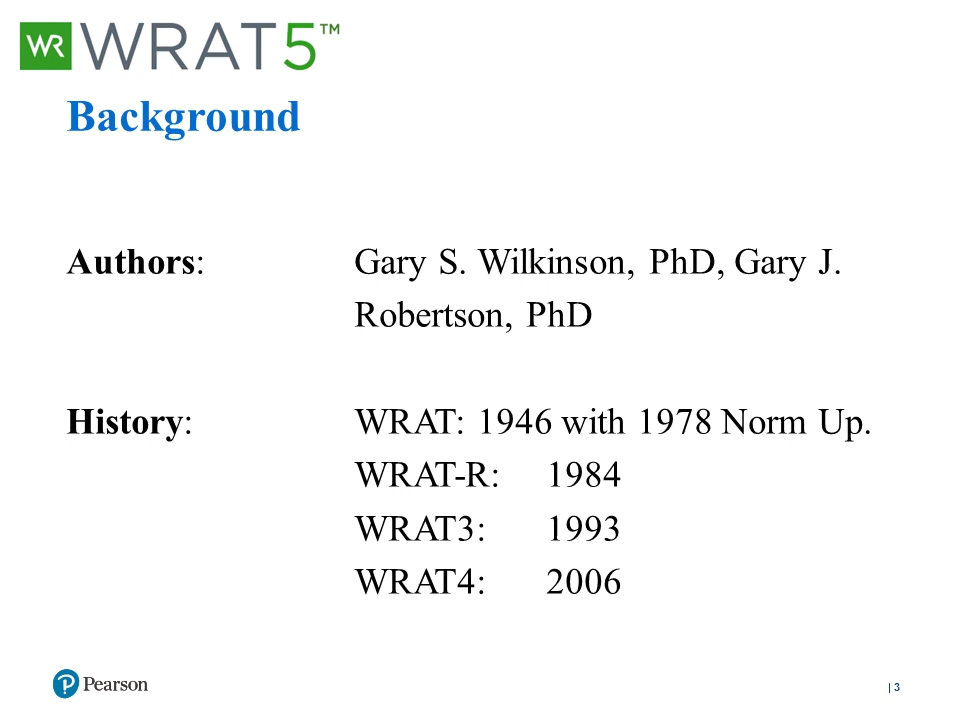 WR WRAT5™
Background
Authors: Gary S. Wilkinson, PhD, Gary J.
Robertson, PhD
History: WRAT: 1946 with 1978 Norm Up.
WRAT-R: 1984
WRAT3: 1993
WRAT4: 2006
P Pearson | 3